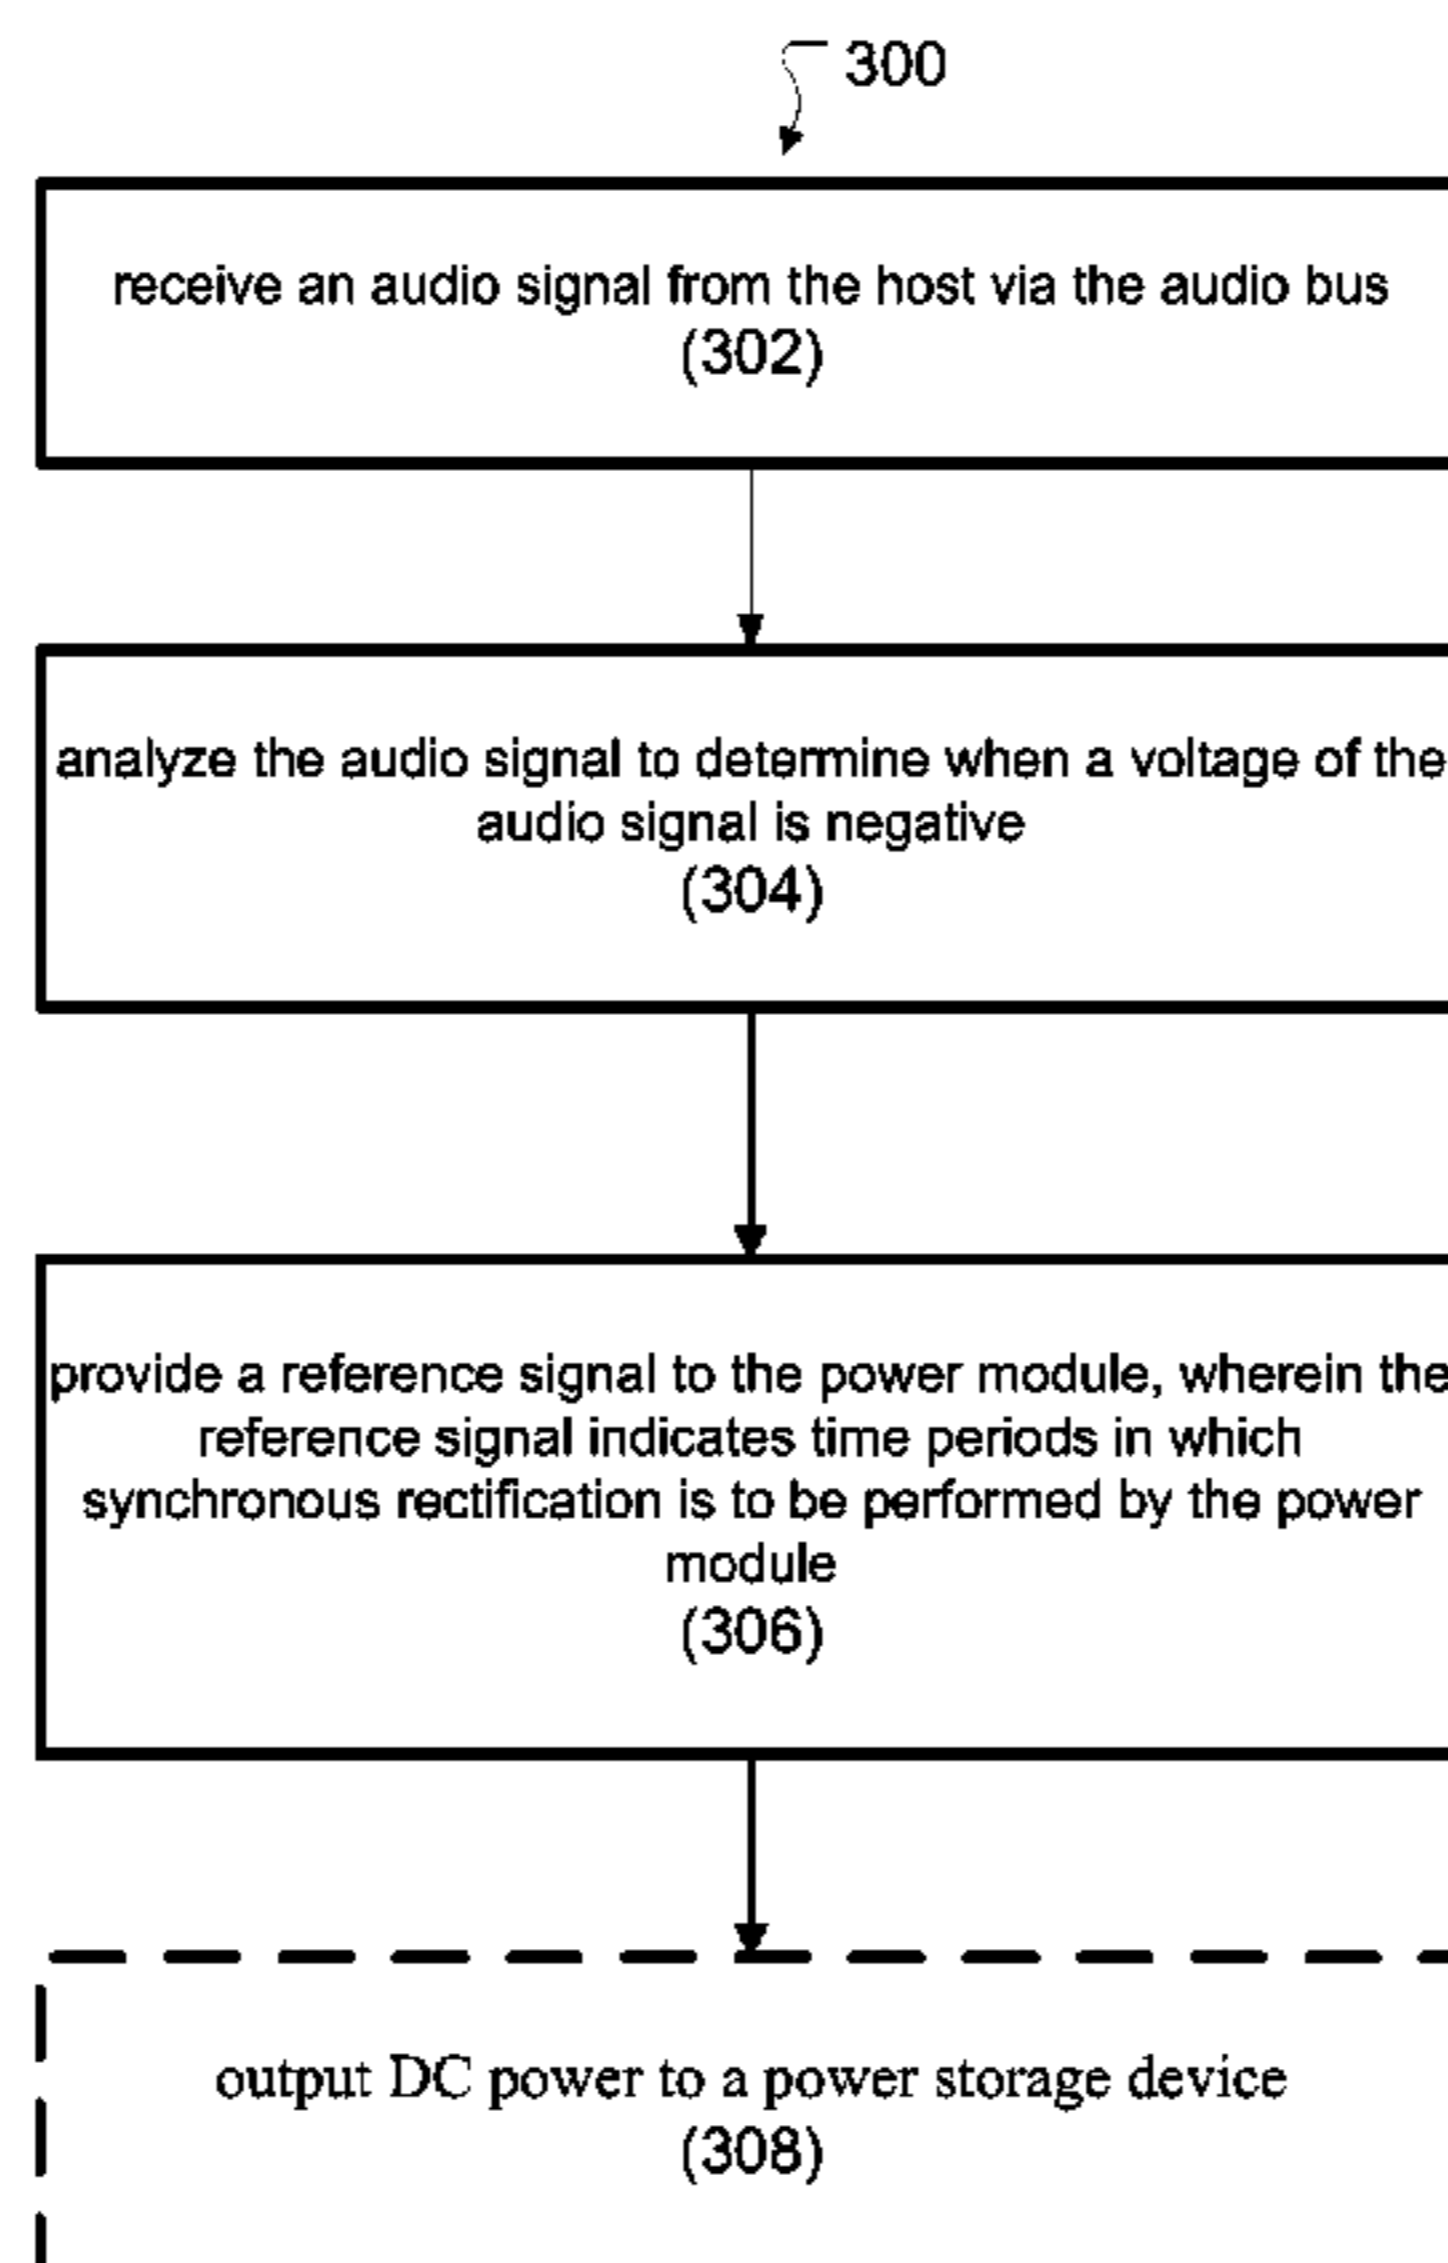 300
receive an audio signal from the host via the audio bus
(302)
analyze the audio signal to determine when a voltage of the
audio signal is negative
(304)
provide a reference signal to the power module, wherein the
reference signal indicates time periods in which
synchronous rectification is to be performed by the power
module
(306)
output DC power to a power storage device
(308)